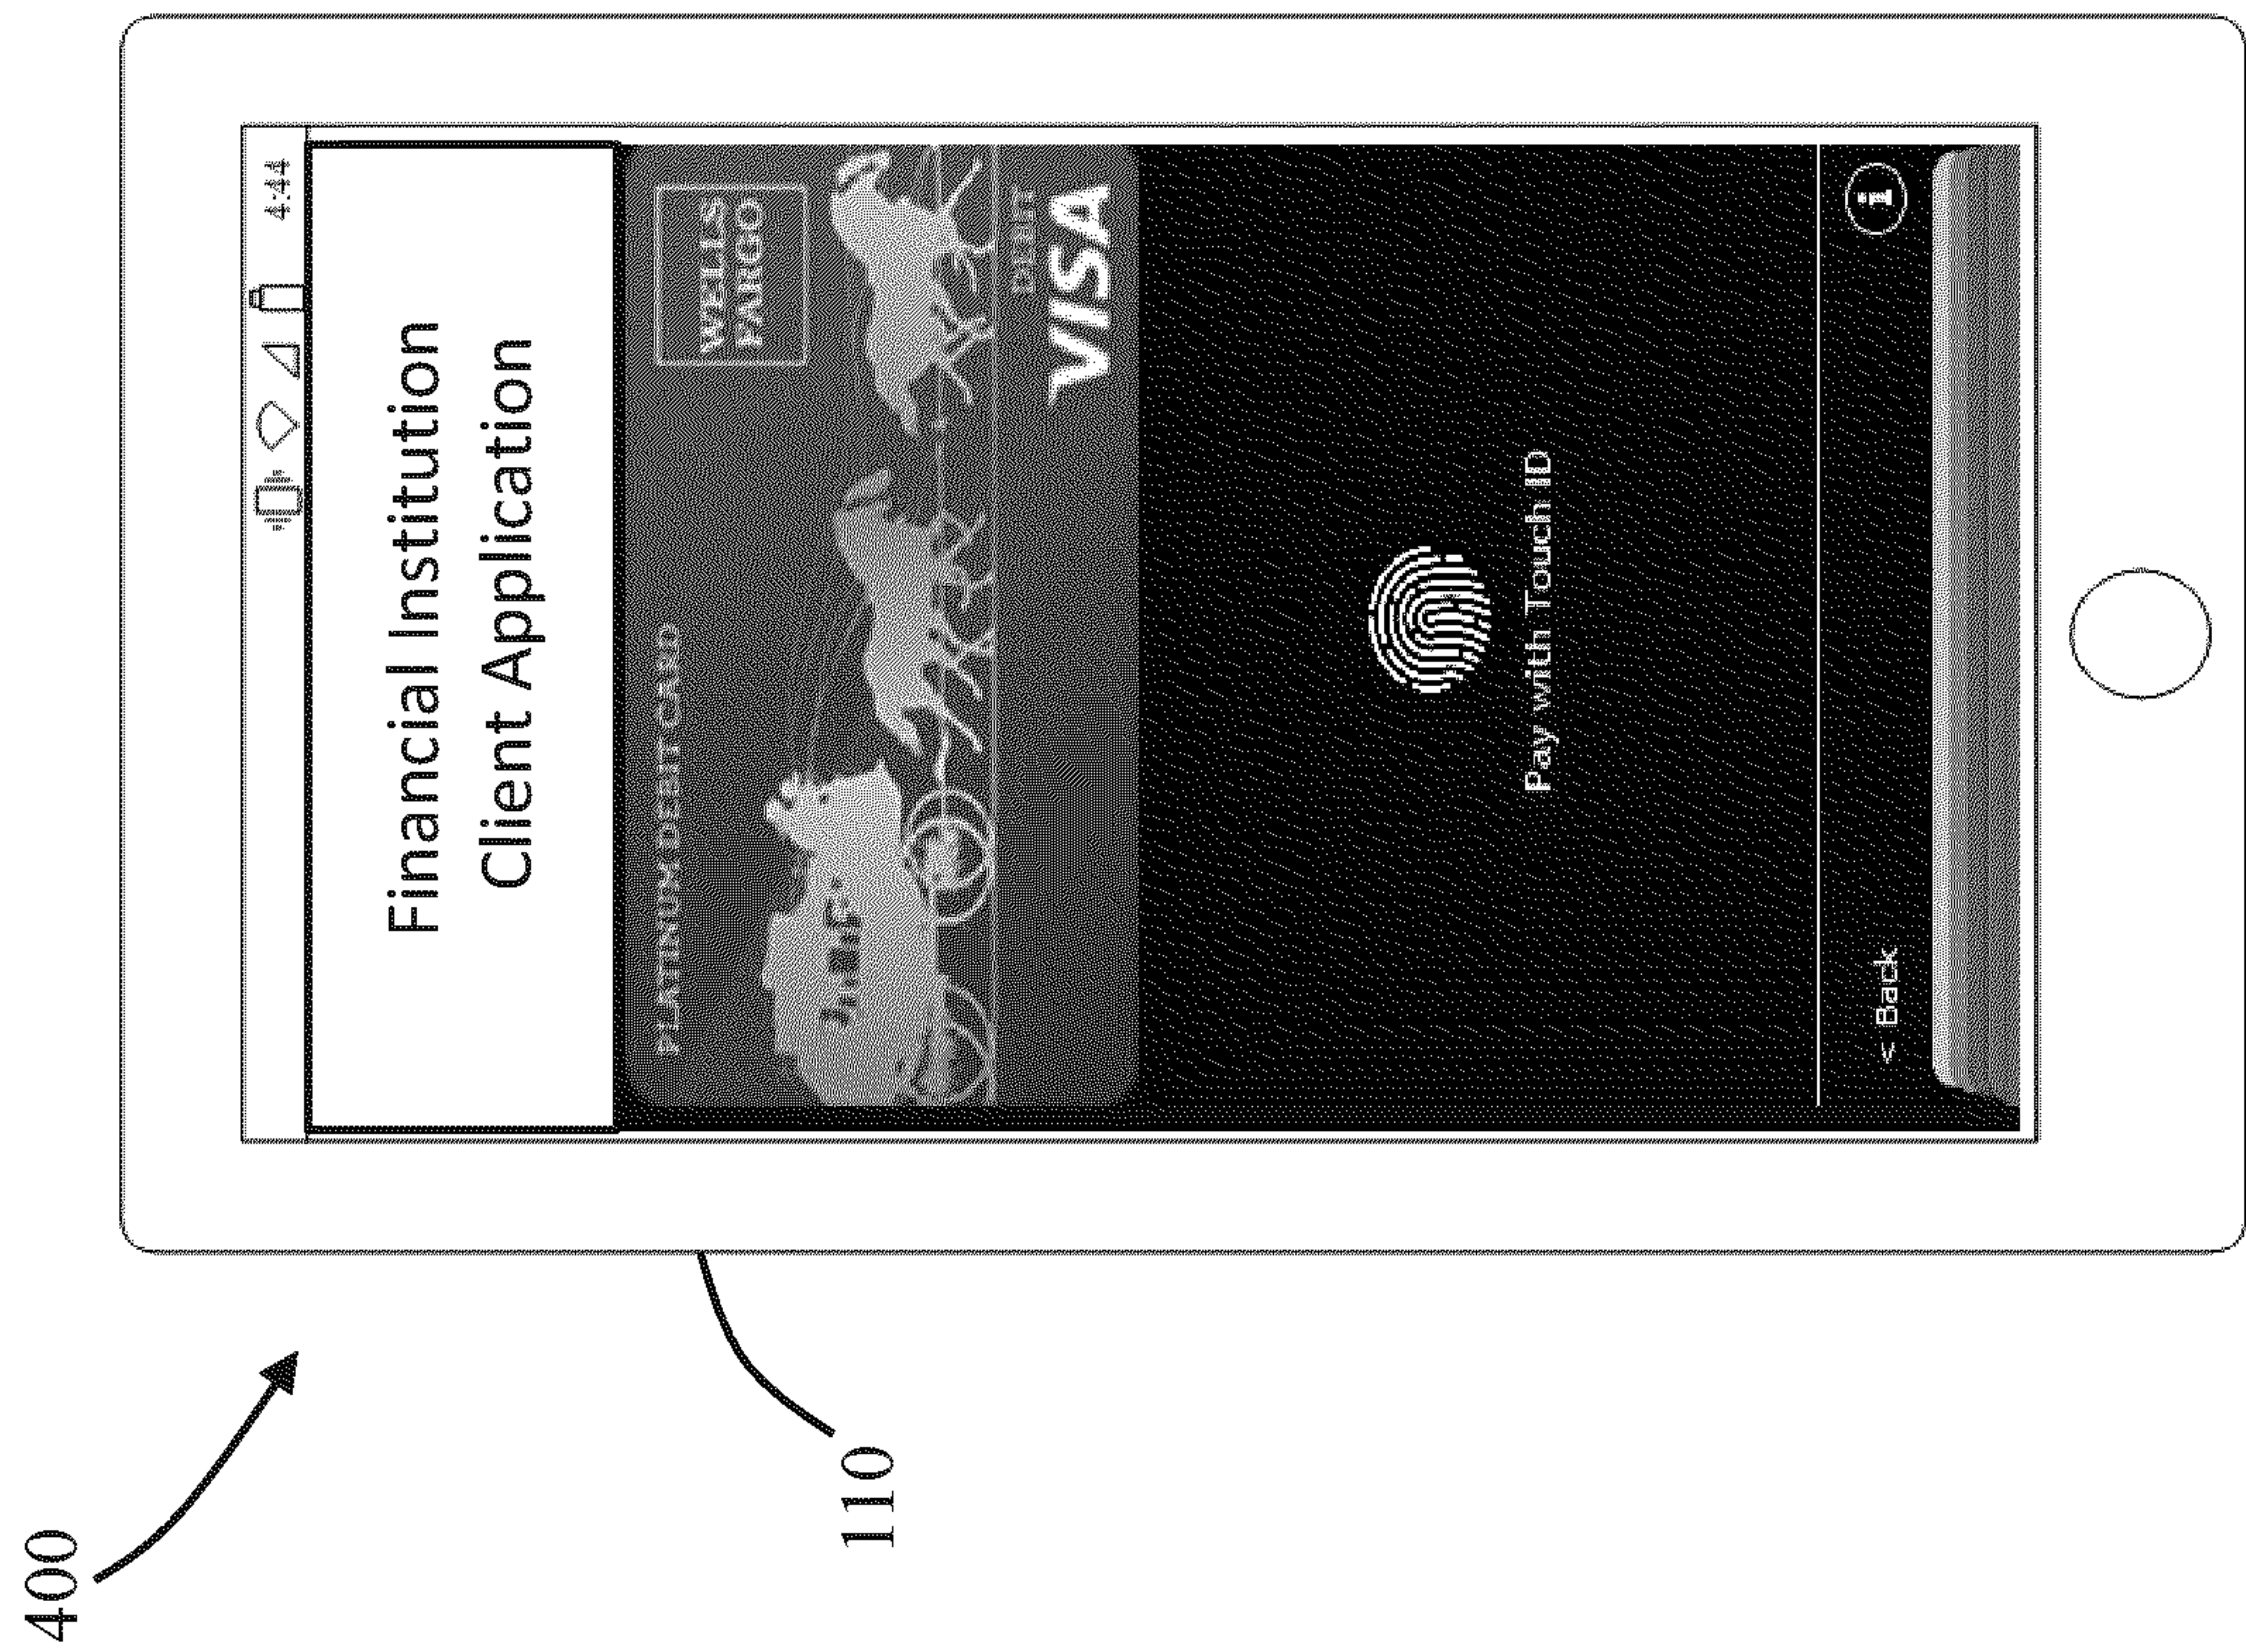 400
110
4:44
Financial Institution
Client Application
PLATINUM DEBIT CARD
WELLS
FARGO
DEBIT
VISA
Pay with Touch ID
< Back
i